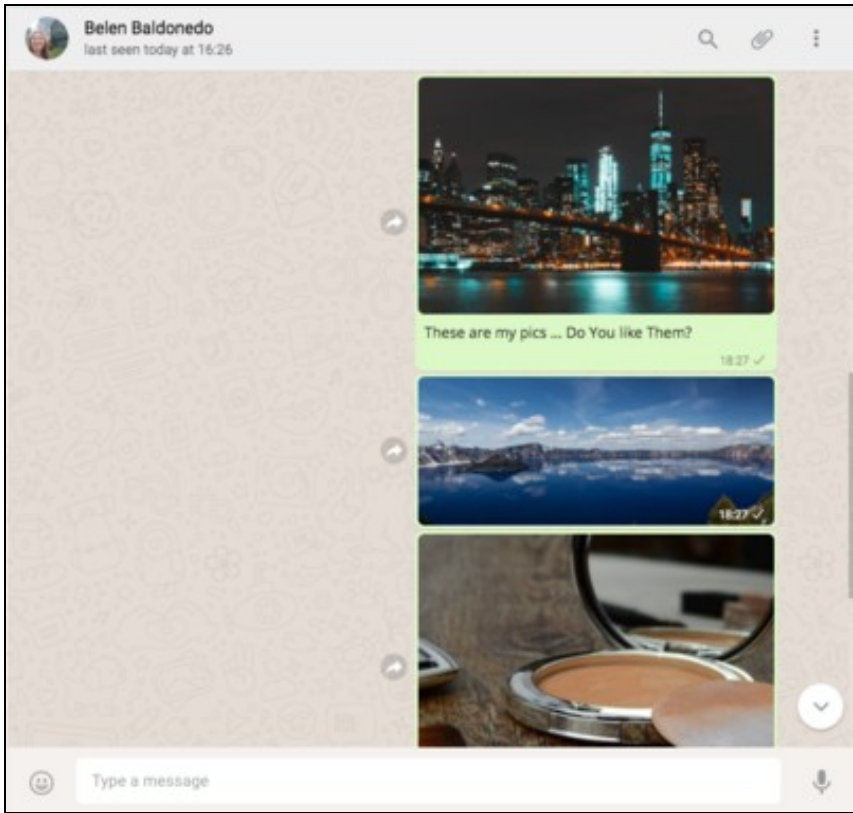 Belen Baldonedo
last seen today at 16:26
These are my pics ... Do You like Them?
18:27
18:27
Type a message